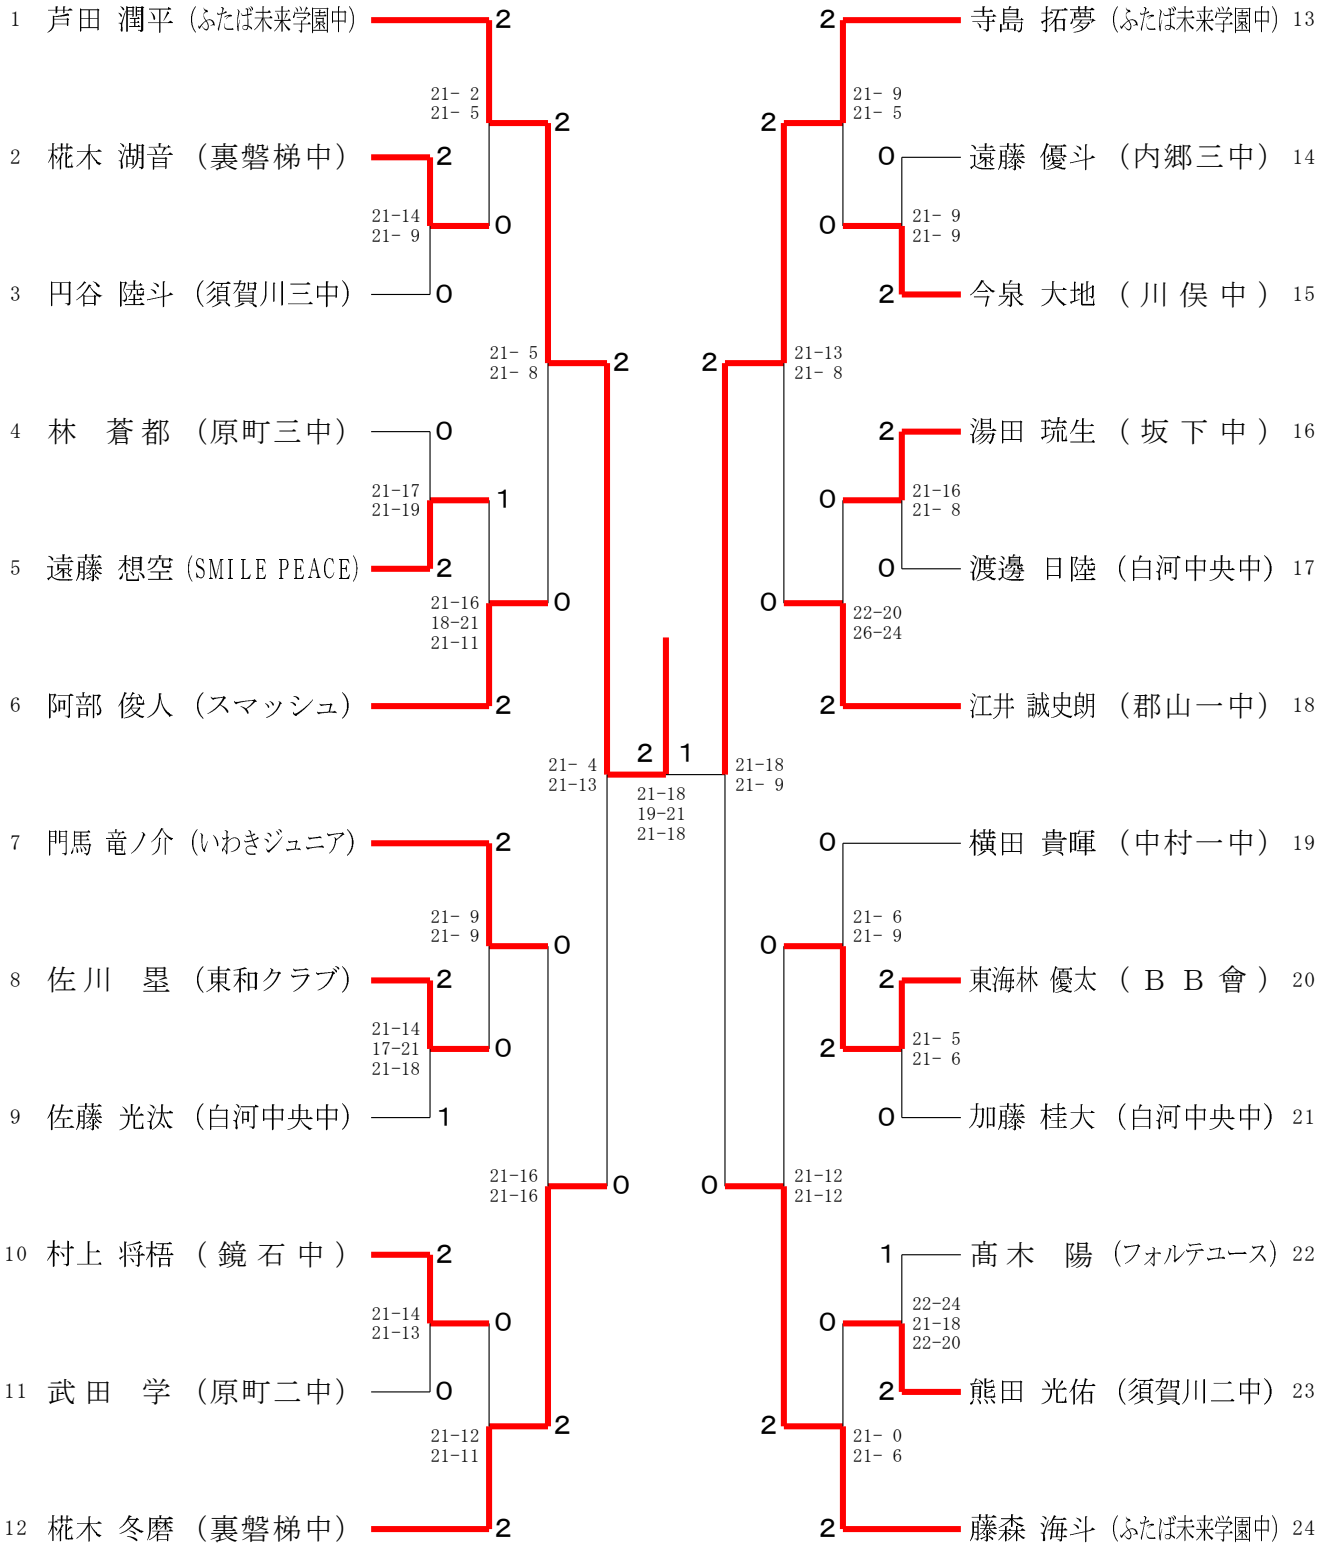 1 芦田 潤平 (ふたば未来学園中) 2
21- 2
21- 5
2
2 椛木 湖音 (裏磐梯中) 2
21-14
21- 9
0
3 円谷 陸斗 (須賀川三中) 0
21- 5
21- 8
2
4 林 蒼都 (原町三中) 0
21-17
21-19
1
5 遠藤 想空 (SMILE PEACE) 2
21-16
18-21
21-11
0
6 阿部 俊人 (スマッシュ) 2
21- 4
21-13
7 門馬 竜ノ介 (いわきジュニア) 2
21- 9
21- 9
0
8 佐川 塁 (東和クラブ) 2
21-14
17-21
21-18
0
9 佐藤 光汰 (白河中央中) 1
21-16
21-16
0
10 村上 将梧 (鏡石中) 2
21-14
21-13
0
11 武田 学 (原町二中) 0
21-12
21-11
2
12 椛木 冬磨 (裏磐梯中) 2
2 1
21-18
19-21
21-18
2 寺島 拓夢 (ふたば未来学園中) 13
2
21- 9
21- 5
0 遠藤 優斗 (内郷三中) 14
0
21- 9
21- 9
2 今泉 大地 (川俣中) 15
2
21-13
21- 8
2 湯田 琉生 (坂下中) 16
0
21-16
21- 8
0 渡邊 日陸 (白河中央中) 17
0
22-20
26-24
2 江井 誠史朗 (郡山一中) 18
21-18
21- 9
0 横田 貴暉 (中村一中) 19
0
21- 6
21- 9
2 東海林 優太 (ＢＢ會) 20
2
21- 5
21- 6
0 加藤 桂大 (白河中央中) 21
0
21-12
21-12
1 髙木 陽 (フォルテユース) 22
0
22-24
21-18
22-20
2 熊田 光佑 (須賀川二中) 23
2
21- 0
21- 6
2 藤森 海斗 (ふたば未来学園中) 24